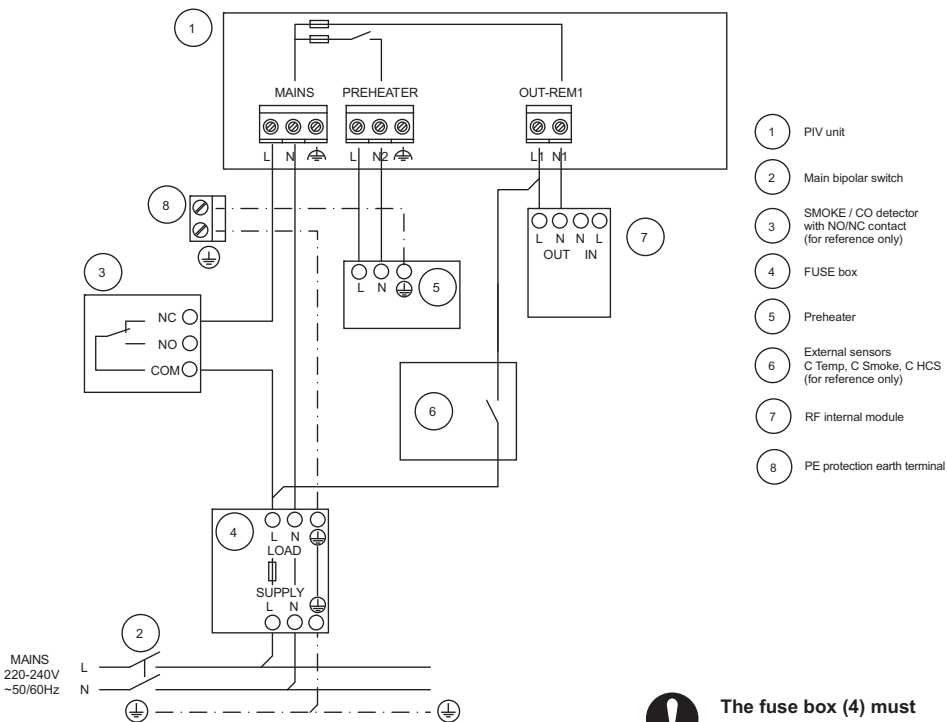 1
MAINS PREHEATER OUT-REM1
L N L N2 L1 N1
8
L N N L
OUT IN
7
3
L N
5
NC
NO
COM
6
4
L N
LOAD
SUPPLY
L N
2
MAINS
220-240V
~50/60Hz
L
N
1 PIV unit
2 Main bipolar switch
3 SMOKE / CO detector
with NO/NC contact
(for reference only)
4 FUSE box
5 Preheater
6 External sensors
C Temp, C Smoke, C HCS
(for reference only)
7 RF internal module
8 PE protection earth terminal
The fuse box (4) must